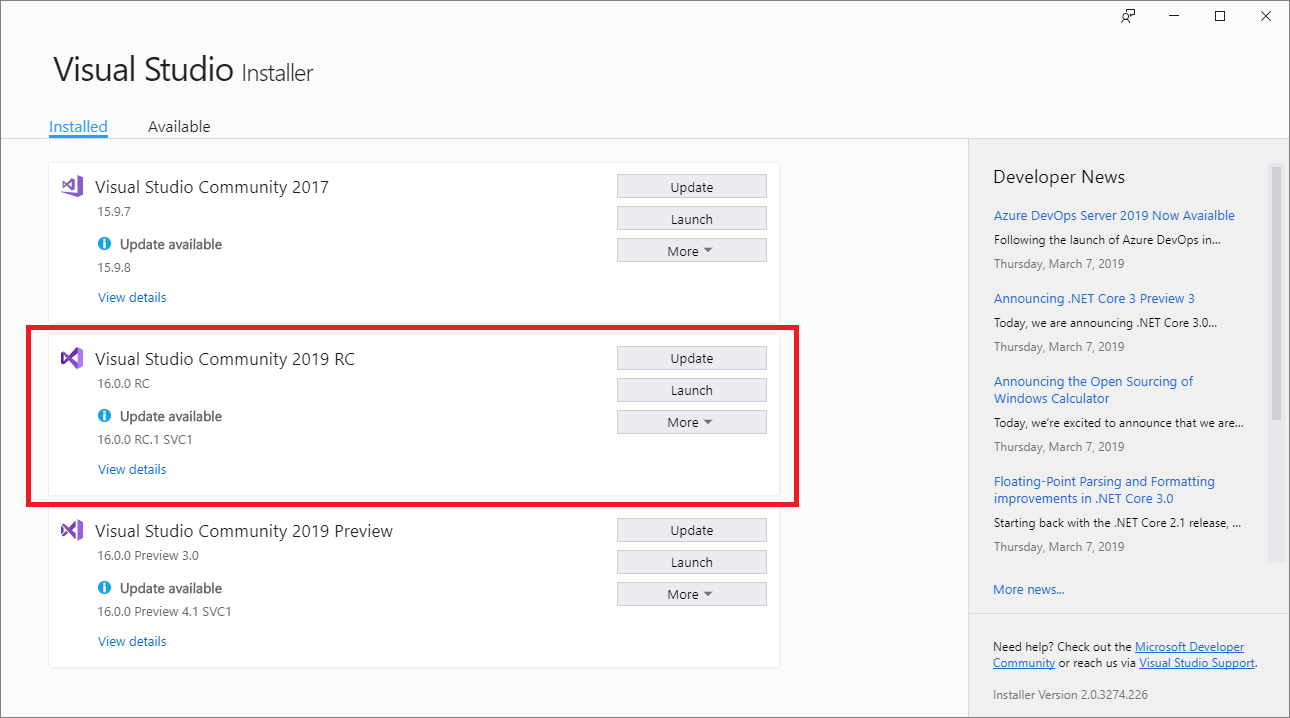 Visual Studio Installer
Installed
Available
Visual Studio Community 2017
15.9.7
Update available
15.9.8
View details
Update
Launch
More
Visual Studio Community 2019 RC
16.0.0 RC
Update available
16.0.0 RC.1 SVC1
View details
Update
Launch
More
Visual Studio Community 2019 Preview
16.0.0 Preview 3.0
Update available
16.0.0 Preview 4.1 SVC1
View details
Update
Launch
More
Developer News
Azure DevOps Server 2019 Now Avaialble
Following the launch of Azure DevOps in...
Thursday, March 7, 2019
Announcing .NET Core 3 Preview 3
Today, we are announcing .NET Core 3.0...
Thursday, March 7, 2019
Announcing the Open Sourcing of
Windows Calculator
Today, we're excited to announce that we are...
Thursday, March 7, 2019
Floating-Point Parsing and Formatting
improvements in .NET Core 3.0
Starting back with the .NET Core 2.1 release, ...
Thursday, March 7, 2019
More news...
Need help? Check out the Microsoft Developer
Community or reach us via Visual Studio Support.
Installer Version 2.0.3274.226